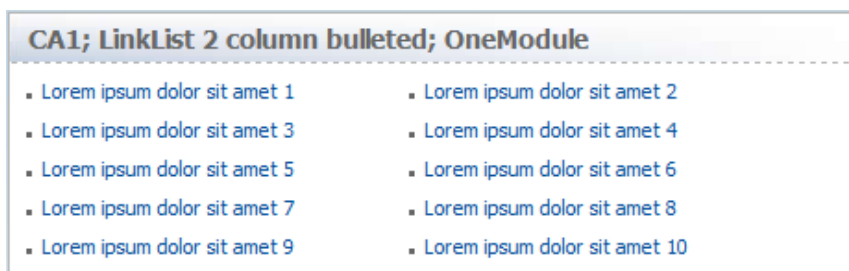 CA1; LinkList 2 column bulleted; OneModule
Lorem ipsum dolor sit amet 1
Lorem ipsum dolor sit amet 2
Lorem ipsum dolor sit amet 3
Lorem ipsum dolor sit amet 4
Lorem ipsum dolor sit amet 5
Lorem ipsum dolor sit amet 6
Lorem ipsum dolor sit amet 7
Lorem ipsum dolor sit amet 8
Lorem ipsum dolor sit amet 9
Lorem ipsum dolor sit amet 10